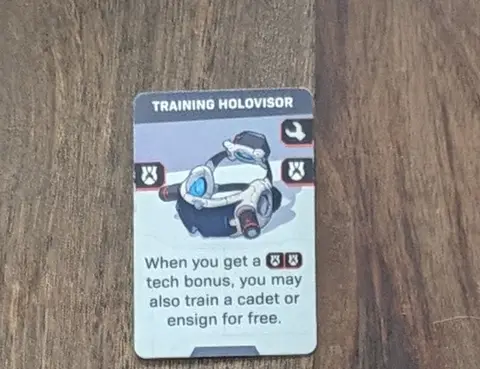 TRAINING HOLOVISOR
When you get a
tech bonus, you may
also train a cadet or
ensign for free.